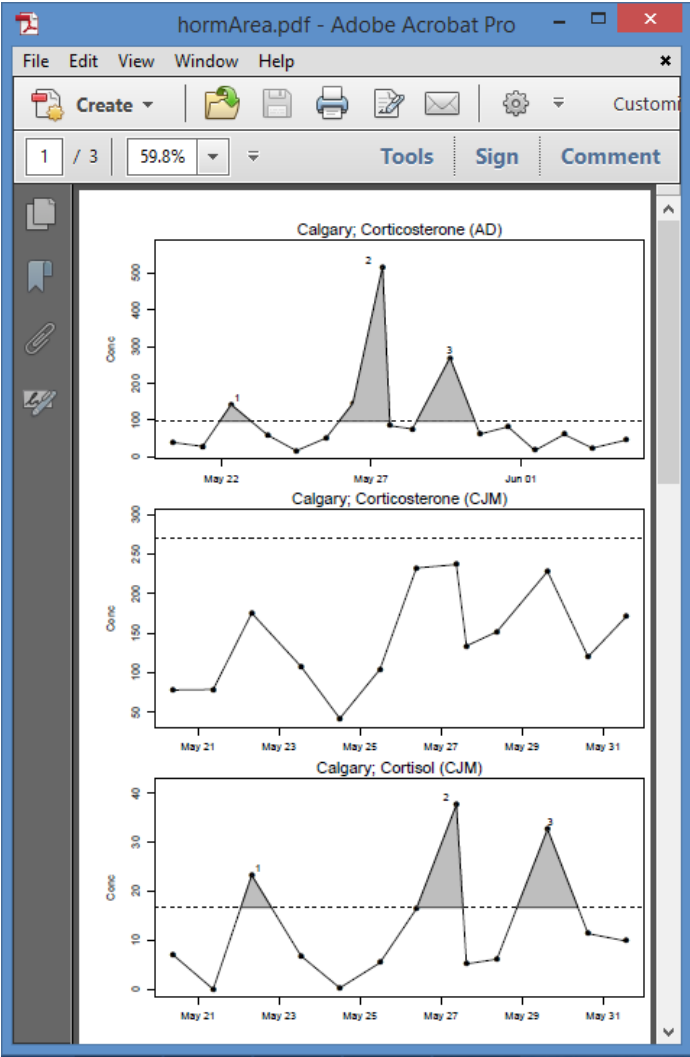 hormArea.pdf - Adobe Acrobat Pro
File Edit View Window Help
Create
Customi
1 / 3 59.8% Tools Sign Comment
Calgary; Corticosterone (AD)
Conc
500
400
300
200
100
0
1
2
3
May 22 May 27 Jun 01
Calgary; Corticosterone (CJM)
Conc
300
250
200
150
100
50
May 21 May 23 May 25 May 27 May 29 May 31
Calgary; Cortisol (CJM)
Conc
40
30
20
10
0
1
2
3
May 21 May 23 May 25 May 27 May 29 May 31